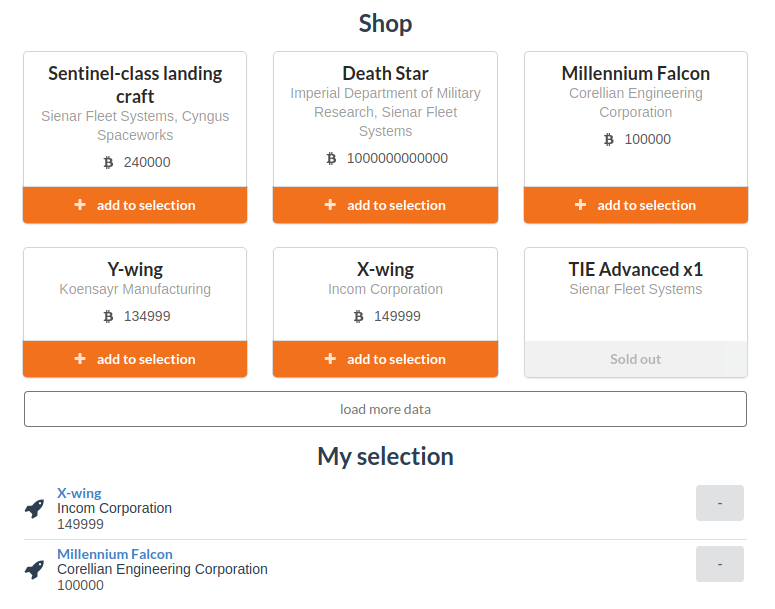 Shop
Sentinel-class landing
craft
Sienar Fleet Systems, Cyngus
Spaceworks
240000
+ add to selection
Death Star
Imperial Department of Military
Research, Sienar Fleet
Systems
1000000000000
+ add to selection
Millennium Falcon
Corellian Engineering
Corporation
100000
+ add to selection
Y-wing
Koensayr Manufacturing
134999
+ add to selection
X-wing
Incom Corporation
149999
+ add to selection
TIE Advanced x1
Sienar Fleet Systems
Sold out
load more data
My selection
X-wing
Incom Corporation
149999
-
Millennium Falcon
Corellian Engineering Corporation
100000
-